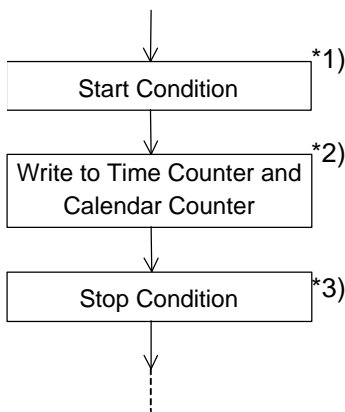 *1)
Start Condition
*2)
Write to Time Counter and
Calendar Counter
*3)
Stop Condition